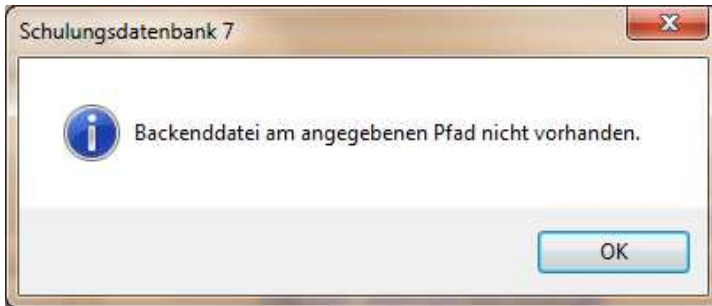 Schulungsdatenbank 7
Backenddatei am angegebenen Pfad nicht vorhanden.
OK